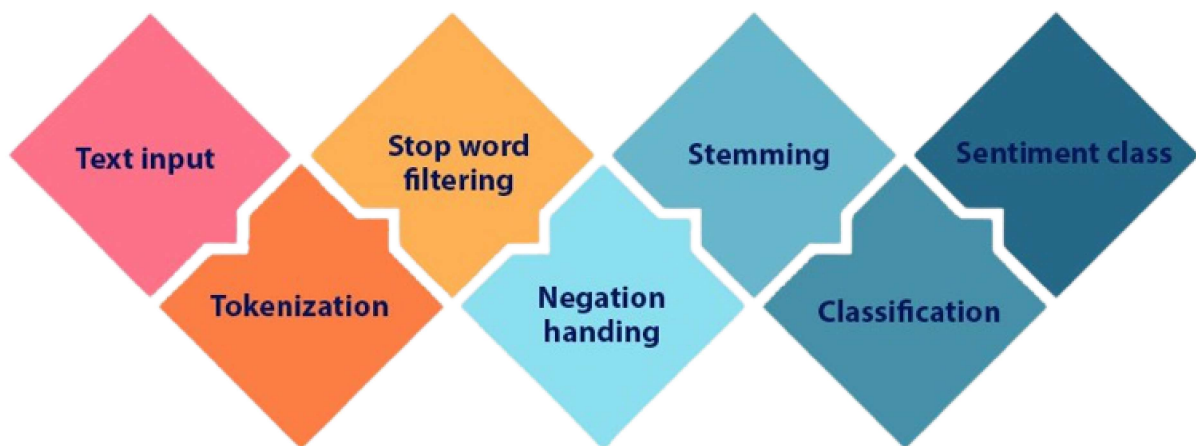 Text input
Tokenization
Stop word
filtering
Negation
handing
Stemming
Classification
Sentiment class